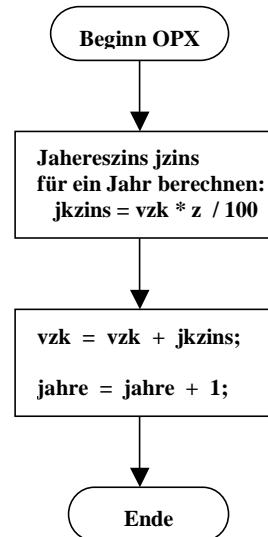 Beginn OPX
Jahereszins jzins
für ein Jahr berechnen:
jkzins = vzk * z / 100
vzk = vzk + jkzins;
jahre = jahre + 1;
Ende